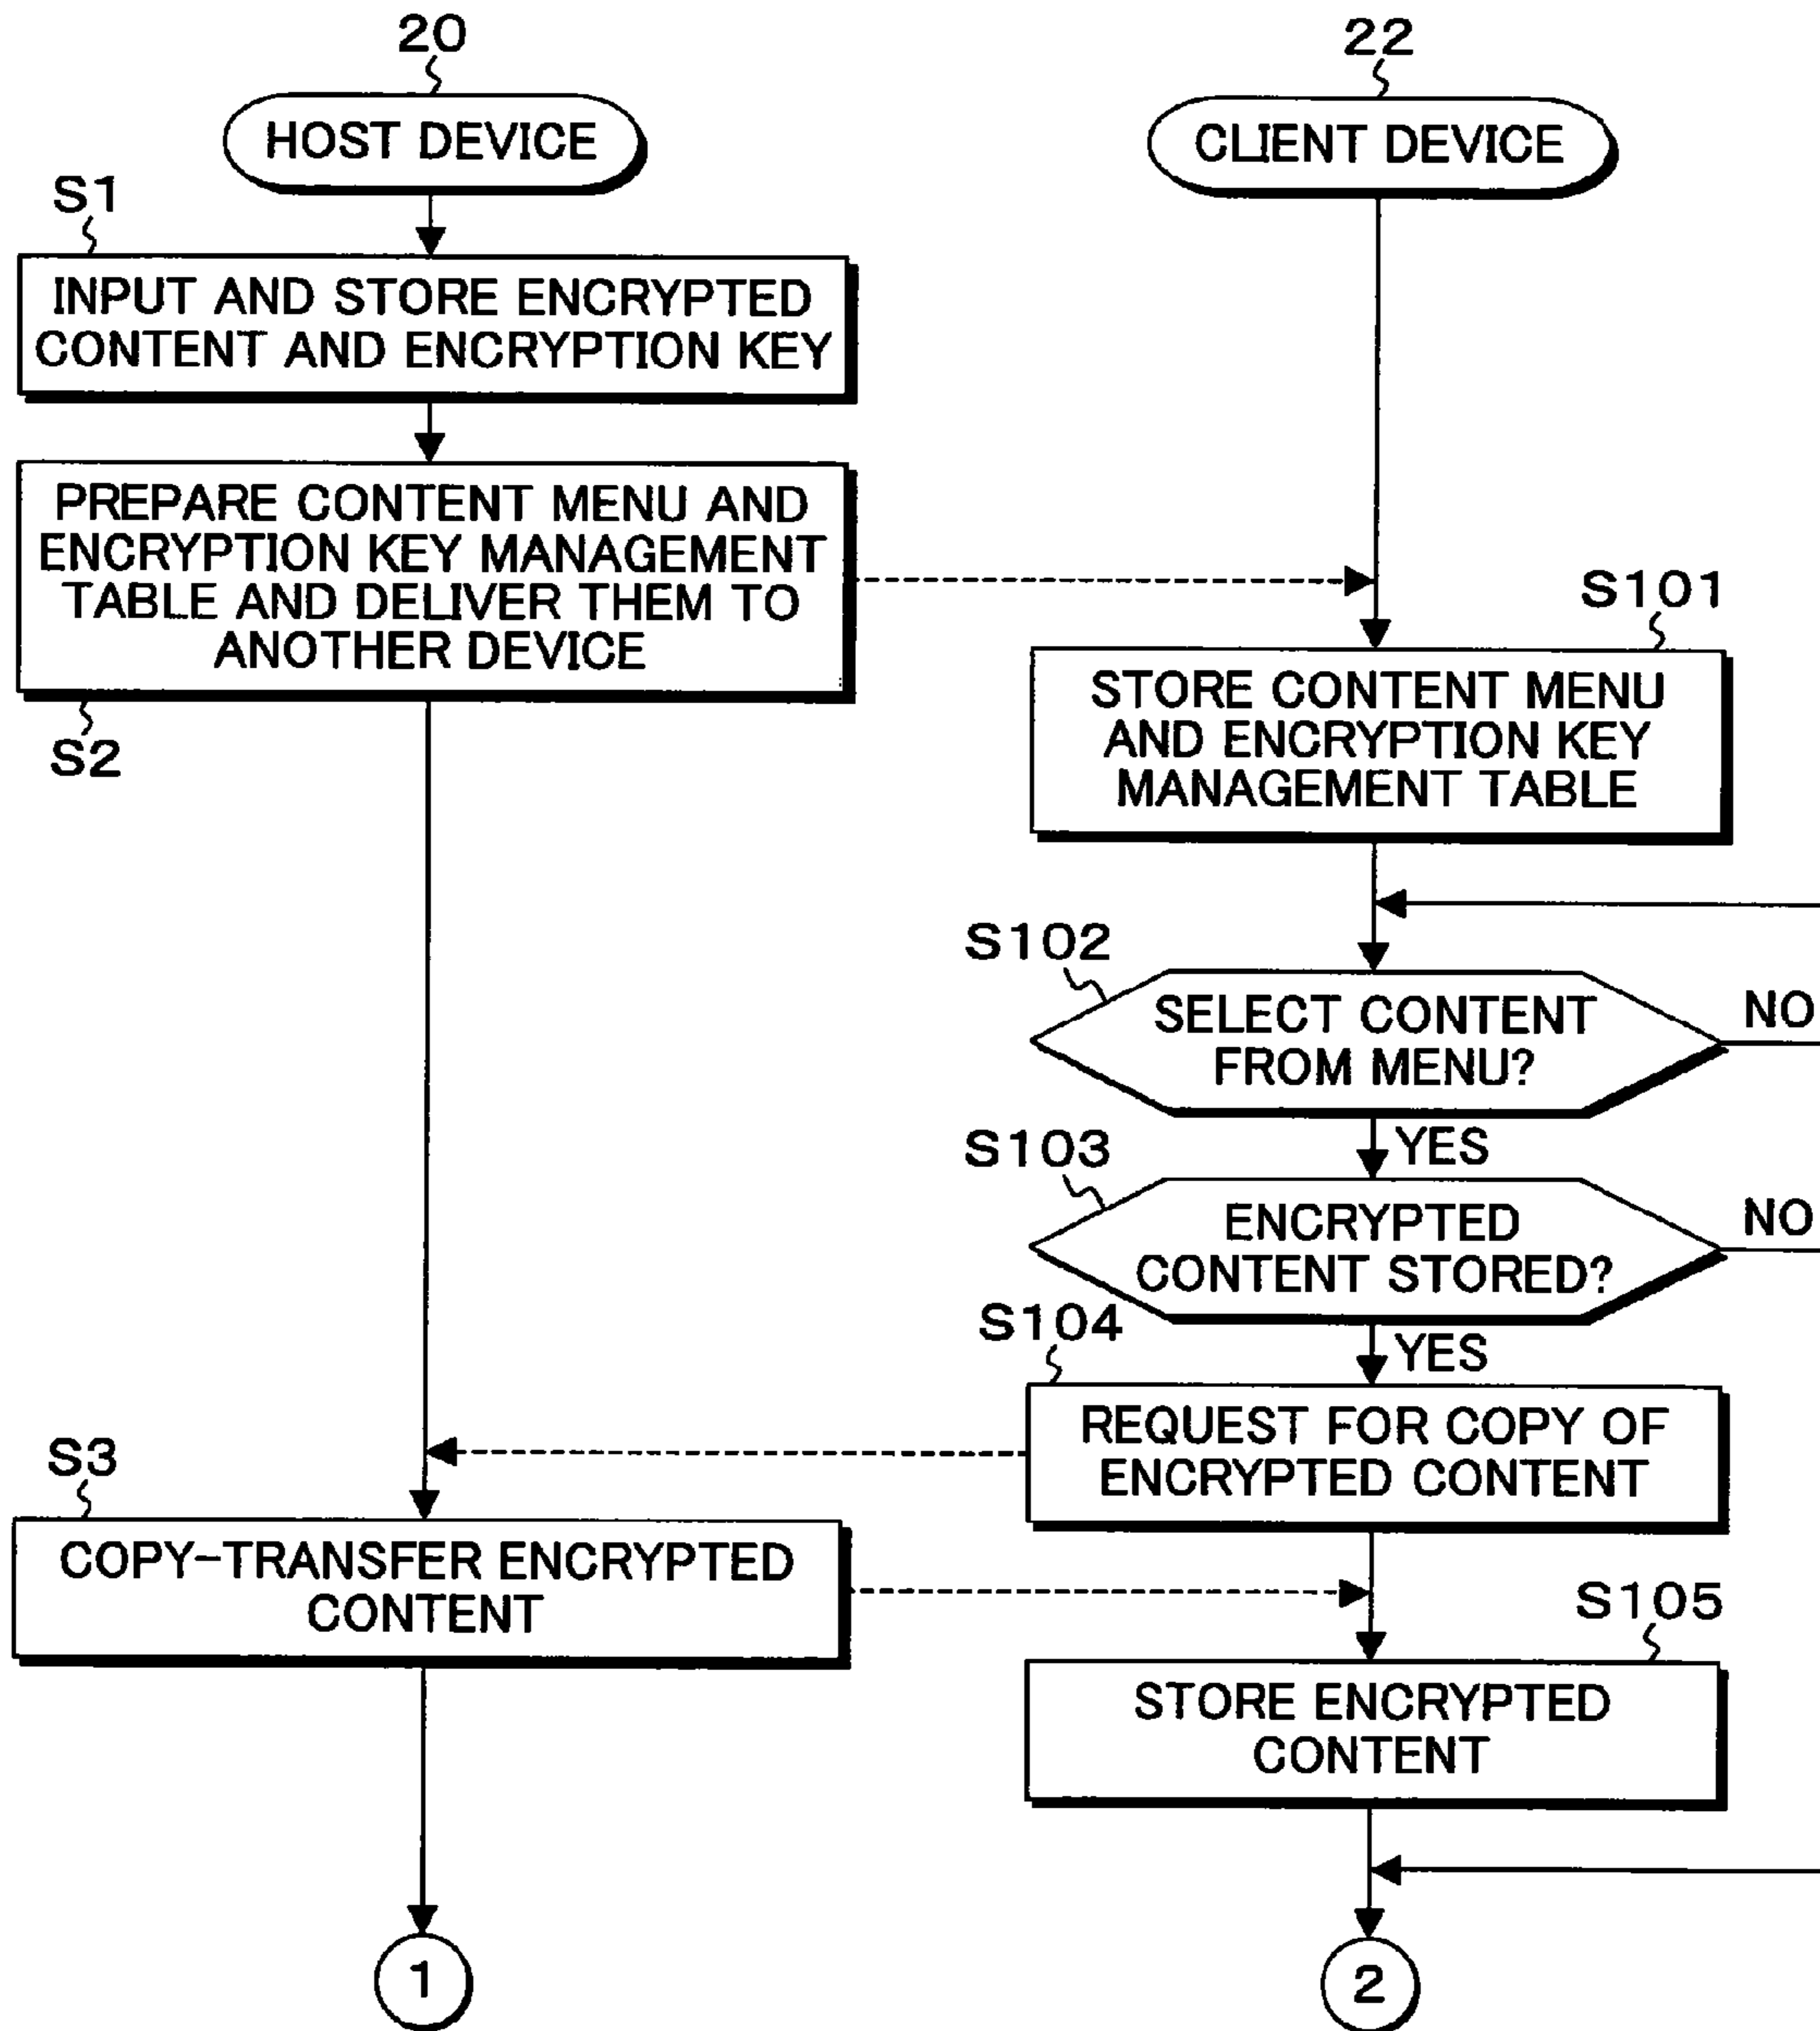 20
HOST DEVICE
22
CLIENT DEVICE
S1
INPUT AND STORE ENCRYPTED
CONTENT AND ENCRYPTION KEY
PREPARE CONTENT MENU AND
ENCRYPTION KEY MANAGEMENT
TABLE AND DELIVER THEM TO
ANOTHER DEVICE
S2
S101
STORE CONTENT MENU
AND ENCRYPTION KEY
MANAGEMENT TABLE
S102
SELECT CONTENT
FROM MENU?
NO
YES
S103
ENCRYPTED
CONTENT STORED?
NO
YES
S104
REQUEST FOR COPY OF
ENCRYPTED CONTENT
S3
COPY-TRANSFER ENCRYPTED
CONTENT
S105
STORE ENCRYPTED
CONTENT
1
2